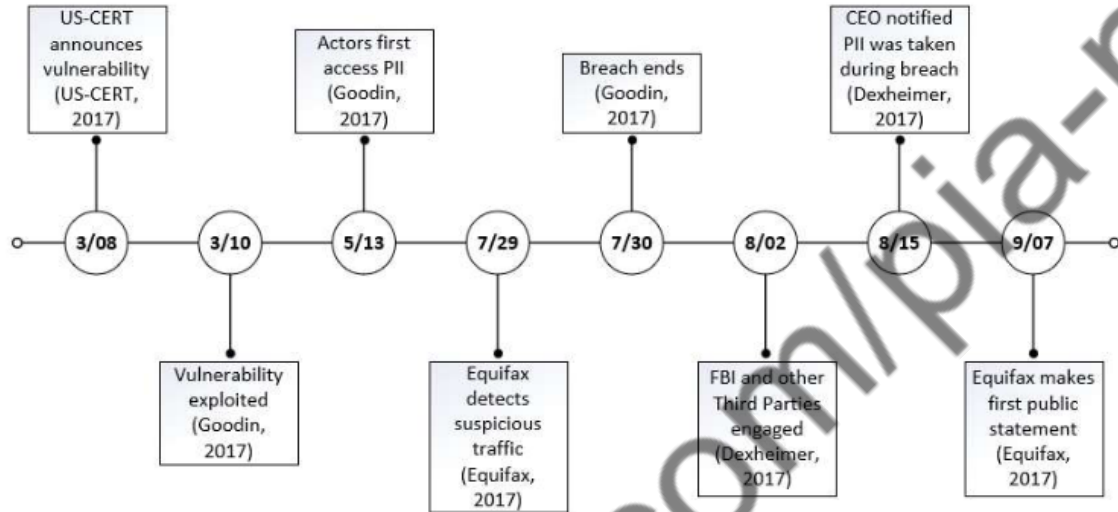 US-CERT
announces
vulnerability
(US-CERT,
2017)
Actors first
access PII
(Goodin,
2017)
Breach ends
(Goodin,
2017)
CEO notified
PII was taken
during breach
(Dexheimer,
2017)
3/08
3/10
5/13
7/29
7/30
8/02
8/15
9/07
Vulnerability
exploited
(Goodin,
2017)
Equifax
detects
suspicious
traffic
(Equifax,
2017)
FBI and other
Third Parties
engaged
(Dexheimer,
2017)
Equifax makes
first public
statement
(Equifax,
2017)
com/pia-